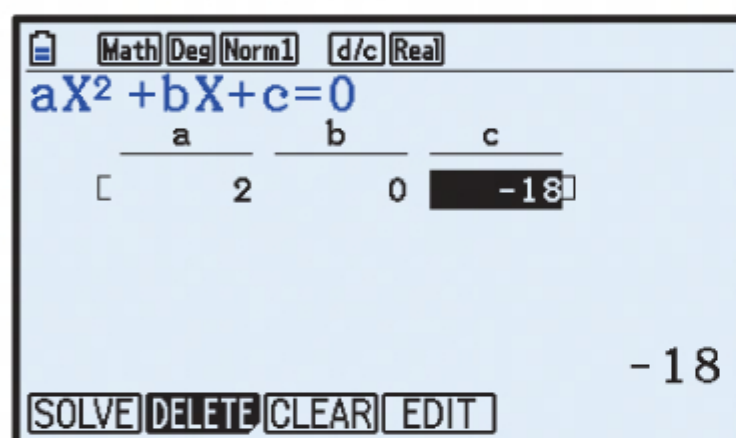 Math Deg Norm1 d/c Real
aX² +bX+c=0
a b c
[ 2 0 -18 ]
-18
SOLVE DELETE CLEAR EDIT